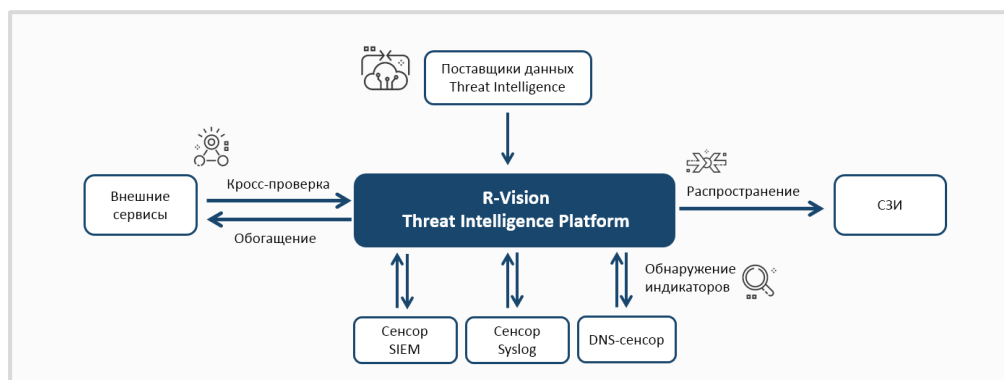 Поставщики данных
Threat Intelligence
Внешние
сервисы
Кросс-проверка
Обогащение
R-Vision
Threat Intelligence Platform
Распространение
СЗИ
Обнаружение
индикаторов
Сенсор
SIEM
Сенсор
Syslog
DNS-сенсор